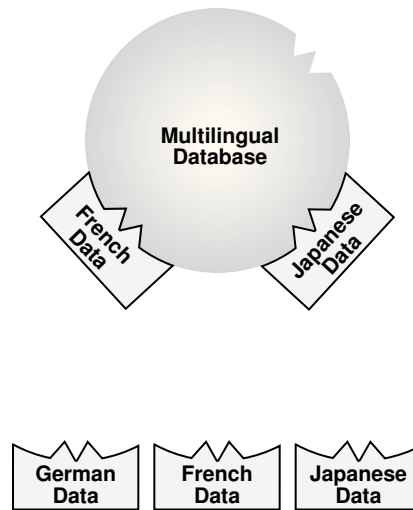 Multilingual
Database
French
Data
Japanese
Data
German
Data
French
Data
Japanese
Data